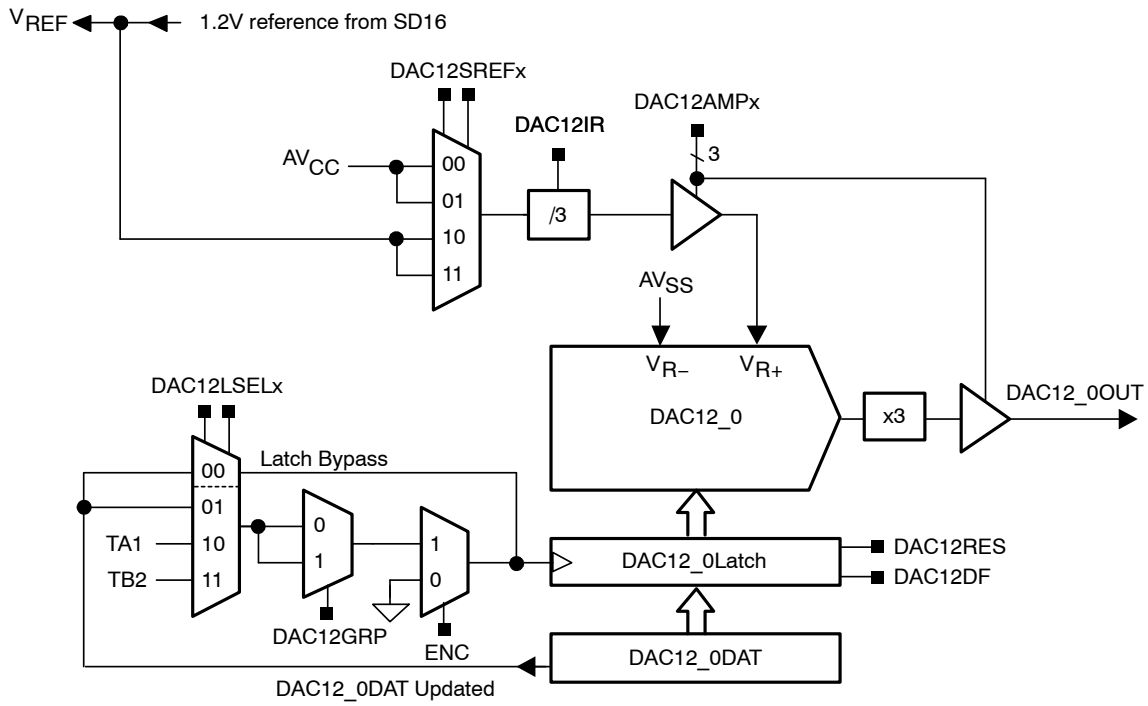 VREF
1.2V reference from SD16
DAC12SREFx
DAC12AMPx
DAC12IR
3
AVCC
00
01
/3
10
11
AVSS
VR−
VR+
DAC12LSELx
DAC12_0
x3
DAC12_0OUT
00
Latch Bypass
01
0
TA1
10
1
1
TB2
11
0
DAC12_0Latch
DAC12RES
DAC12DF
DAC12GRP
ENC
DAC12_0DAT
DAC12_0DAT Updated